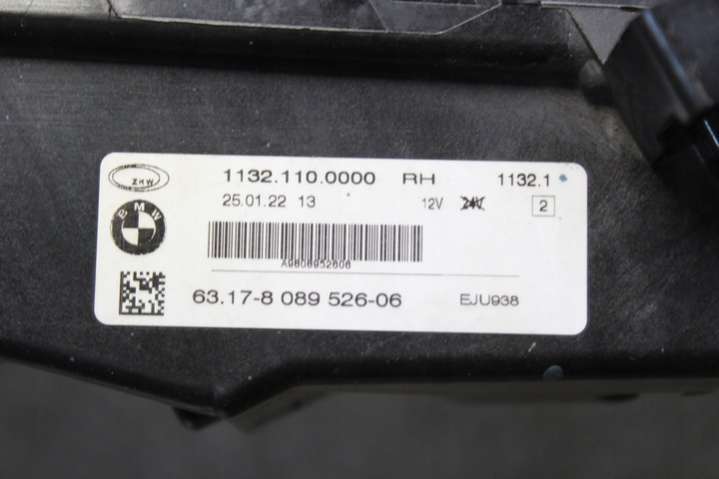 ZKW 1132.110.0000 RH 1132.1
BMW 25.01.22 13 12V 24V 2
A9808952606
63.17-8 089 526-06 EJU938